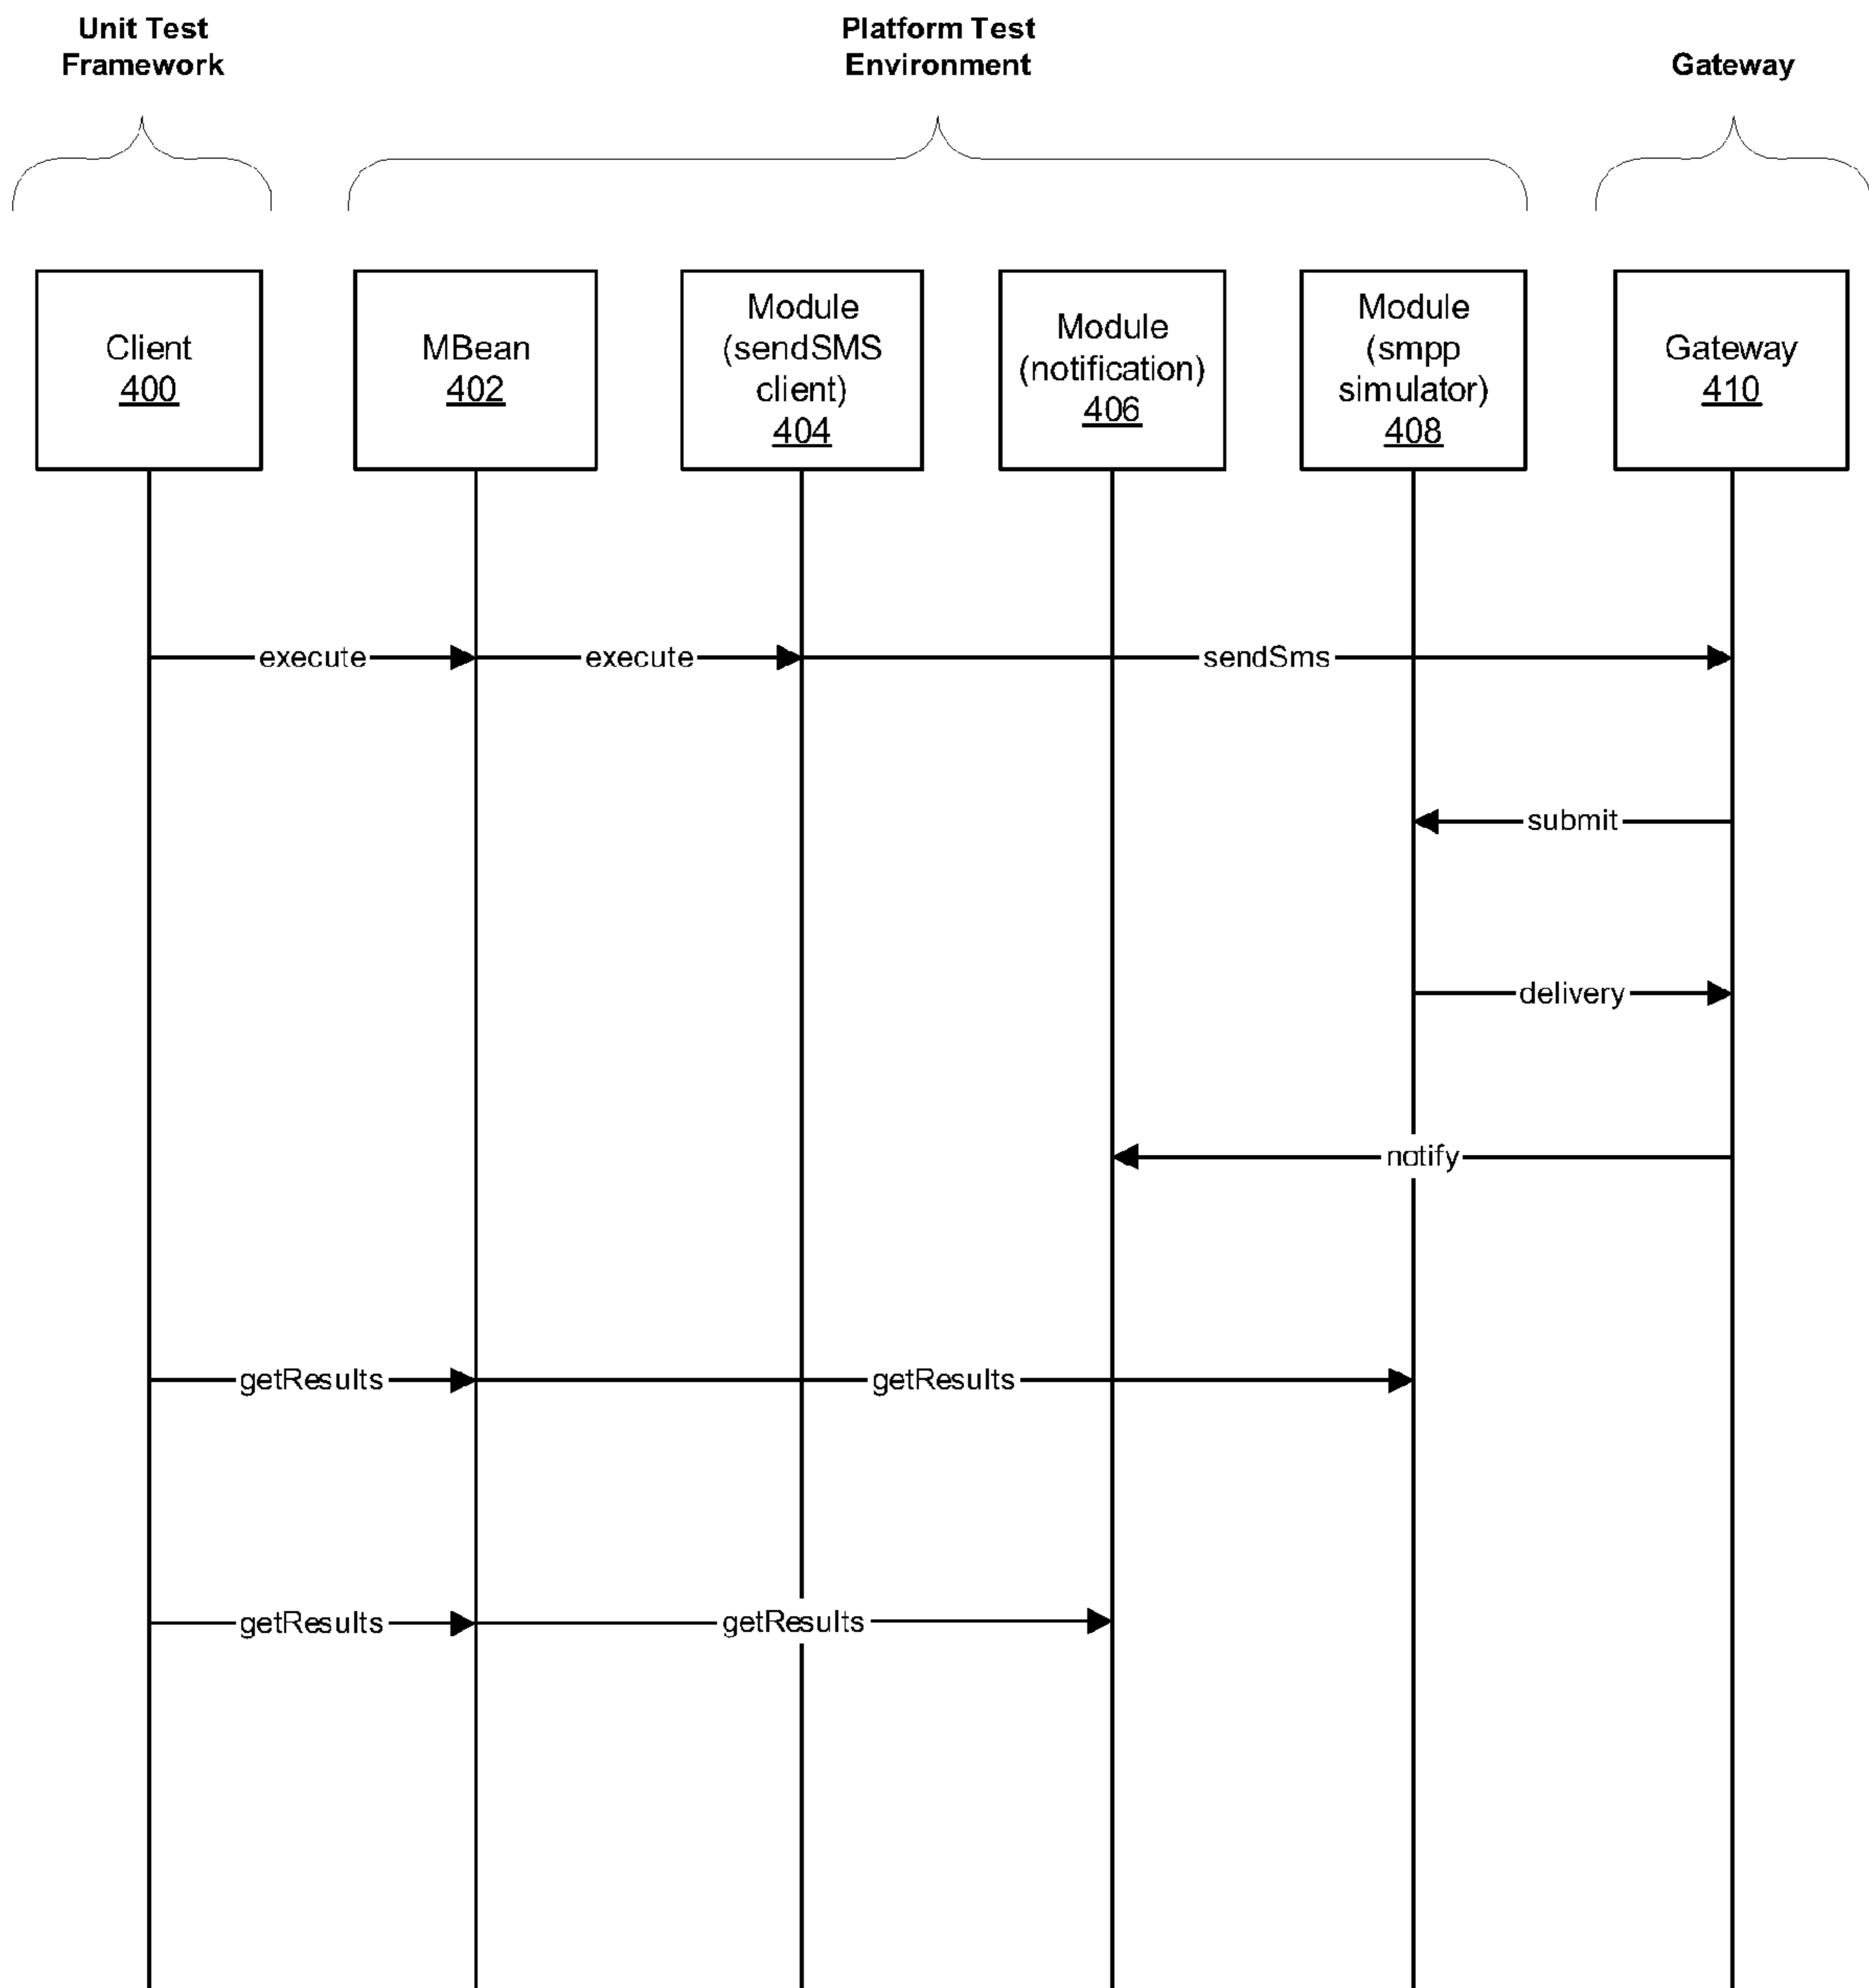 Unit Test
Framework
Platform Test
Environment
Gateway
Client
400
MBean
402
Module
(sendSMS
client)
404
Module
(notification)
406
Module
(smpp
simulator)
408
Gateway
410
execute
execute
sendSms
submit
delivery
notify
getResults
getResults
getResults
getResults